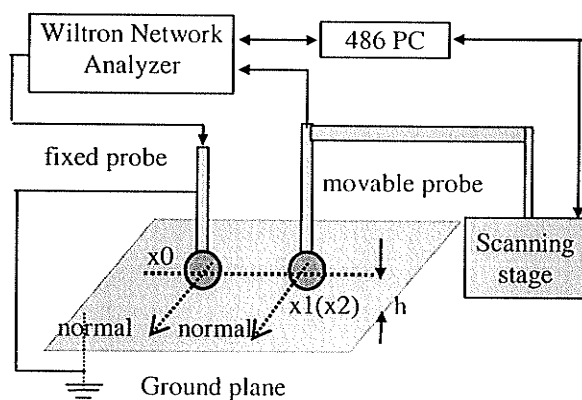 Wiltron Network
Analyzer
486 PC
fixed probe
movable probe
Scanning
stage
x0
x1(x2)
h
normal
normal
Ground plane